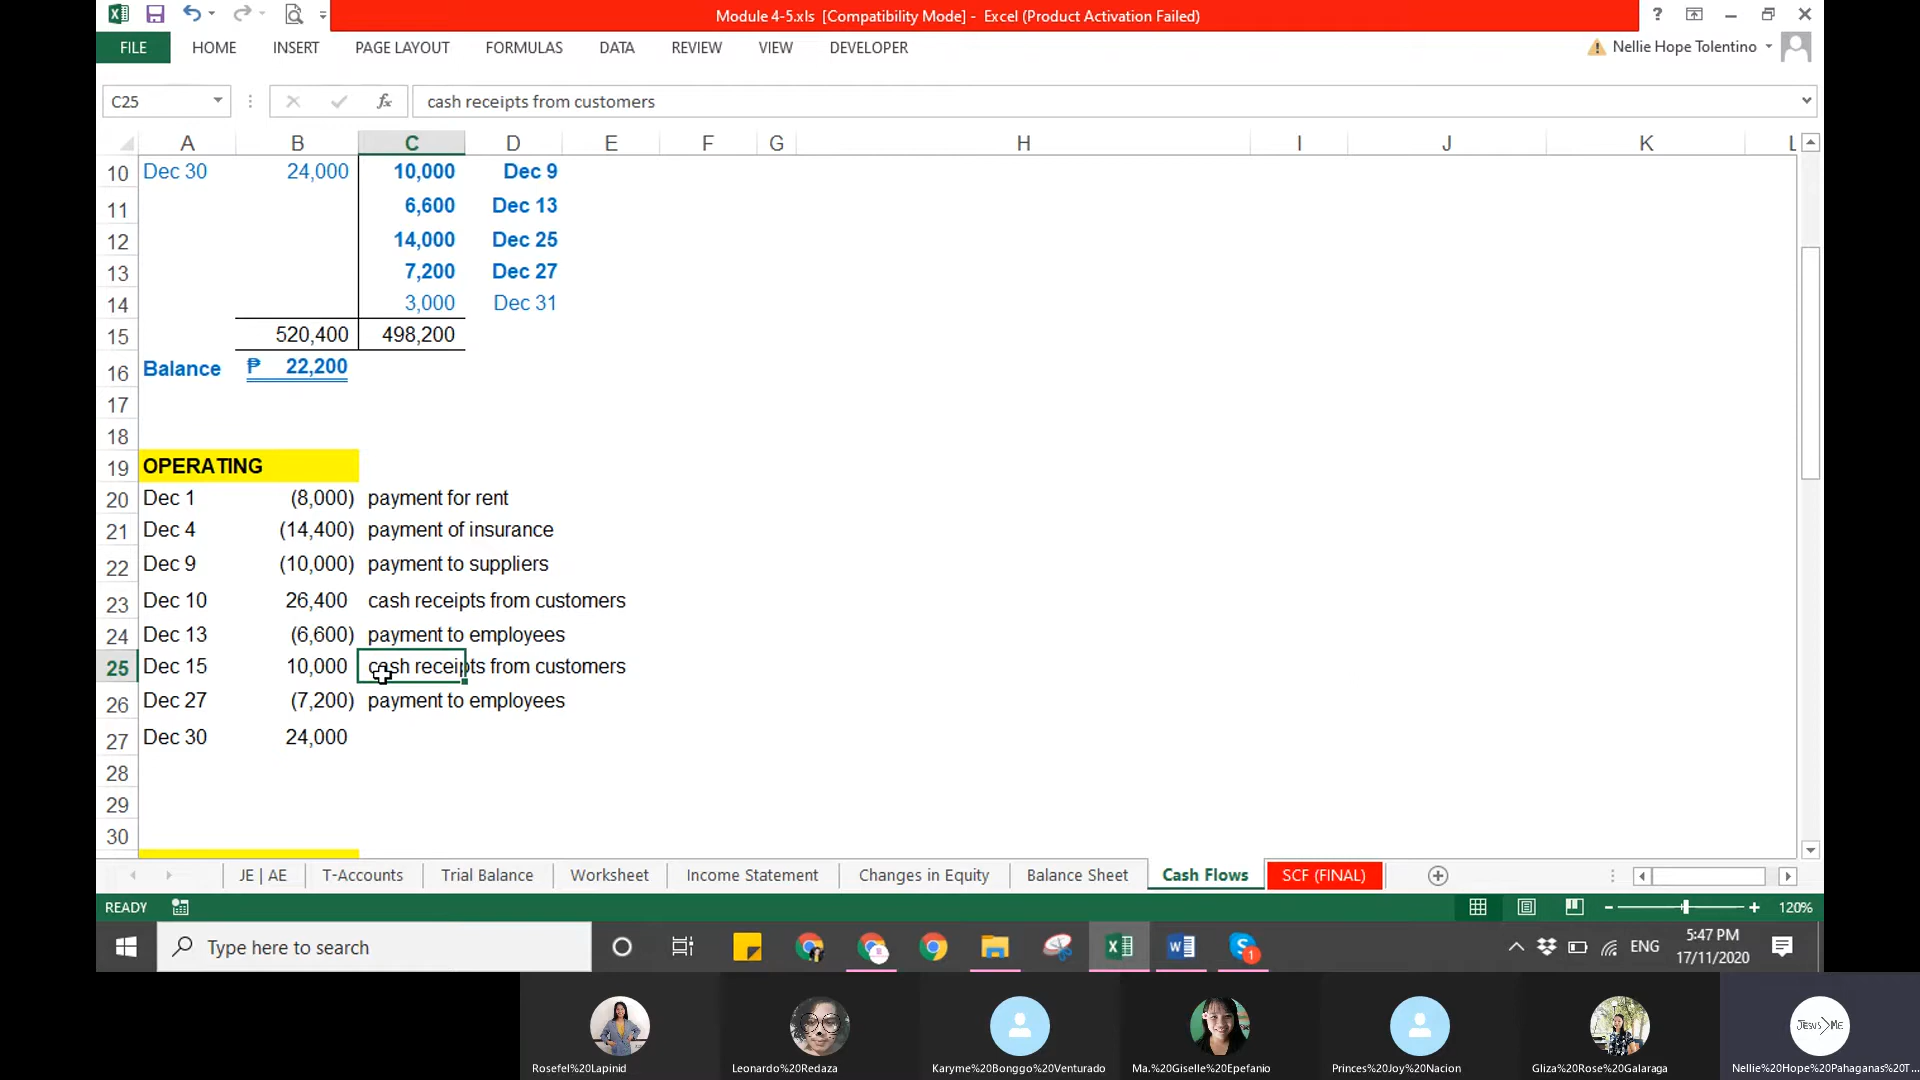 Module 4-5.xls [Compatibility Mode] - Excel (Product Activation Failed)
FILE HOME INSERT PAGE LAYOUT FORMULAS DATA REVIEW VIEW DEVELOPER Nellie Hope Tolentino
C25 fx cash receipts from customers
A B C D E F G H I J K L
10 Dec 30 24,000 10,000 Dec 9
11 6,600 Dec 13
12 14,000 Dec 25
13 7,200 Dec 27
14 3,000 Dec 31
15 520,400 498,200
16 Balance ₱ 22,200
17
18
19 OPERATING
20 Dec 1 (8,000) payment for rent
21 Dec 4 (14,400) payment of insurance
22 Dec 9 (10,000) payment to suppliers
23 Dec 10 26,400 cash receipts from customers
24 Dec 13 (6,600) payment to employees
25 Dec 15 10,000 cash receipts from customers
26 Dec 27 (7,200) payment to employees
27 Dec 30 24,000
28
29
30
JE | AE T-Accounts Trial Balance Worksheet Income Statement Changes in Equity Balance Sheet Cash Flows SCF (FINAL)
READY 120%
Type here to search ENG 5:47 PM
17/11/2020
JESUS>ME
Rosefel%20Lapinid Leonardo%20Redaza Karyme%20Bonggo%20Venturado Ma.%20Giselle%20Epefanio Princes%20Joy%20Nacion Gliza%20Rose%20Galaraga Nellie%20Hope%20Pahaganas%20T...